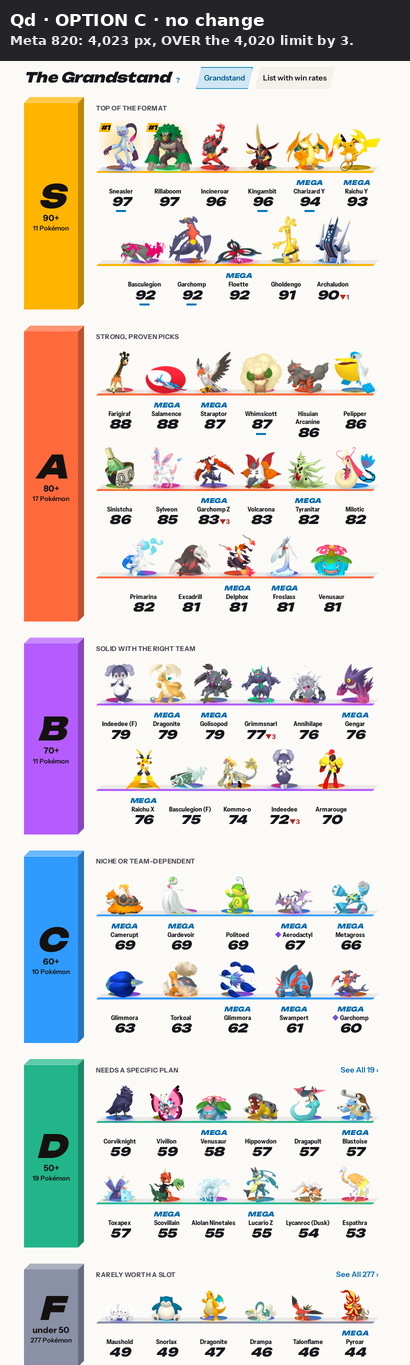 Qd · OPTION C · no change
Meta 820: 4,023 px, OVER the 4,020 limit by 3.
The Grandstand ?
Grandstand
List with win rates
TOP OF THE FORMAT
S
90+
11 Pokémon
#1 #1
MEGA MEGA
Sneasler Rillaboom Incineroar Kingambit Charizard Y Raichu Y
97 97 96 96 94 93
MEGA
Basculegion Garchomp Floette Gholdengo Archaludon
92 92 92 91 90▼1
STRONG, PROVEN PICKS
A
80+
17 Pokémon
MEGA MEGA
Farigiraf Salamence Staraptor Whimsicott Hisuian Arcanine Pelipper
88 88 87 87 86 86
MEGA MEGA
Sinistcha Sylveon Garchomp Z Volcarona Tyranitar Milotic
86 85 83▼3 83 82 82
MEGA MEGA
Primarina Excadrill Delphox Froslass Venusaur
82 81 81 81 81
SOLID WITH THE RIGHT TEAM
B
70+
11 Pokémon
MEGA MEGA MEGA
Indeedee (F) Dragonite Golisopod Grimmsnarl Annihilape Gengar
79 79 79 77▼3 76 76
MEGA
Raichu X Basculegion (F) Kommo-o Indeedee Armarouge
76 75 74 72▼3 70
NICHE OR TEAM-DEPENDENT
C
60+
10 Pokémon
MEGA MEGA MEGA MEGA
Camerupt Gardevoir Politoed ◆ Aerodactyl Metagross
69 69 69 67 66
MEGA MEGA MEGA
Glimmora Torkoal Glimmora Swampert ◆ Garchomp
63 63 62 61 60
NEEDS A SPECIFIC PLAN
See All 19 ›
D
50+
19 Pokémon
MEGA MEGA
Corviknight Vivillon Venusaur Hippowdon Dragapult Blastoise
59 59 58 57 57 57
MEGA MEGA
Toxapex Scovillain Alolan Ninetales Lucario Z Lycanroc (Dusk) Espathra
57 55 55 55 54 53
RARELY WORTH A SLOT
See All 277 ›
F
under 50
277 Pokémon
MEGA
Maushold Snorlax Dragonite Drampa Talonflame Pyroar
49 49 47 46 46 44